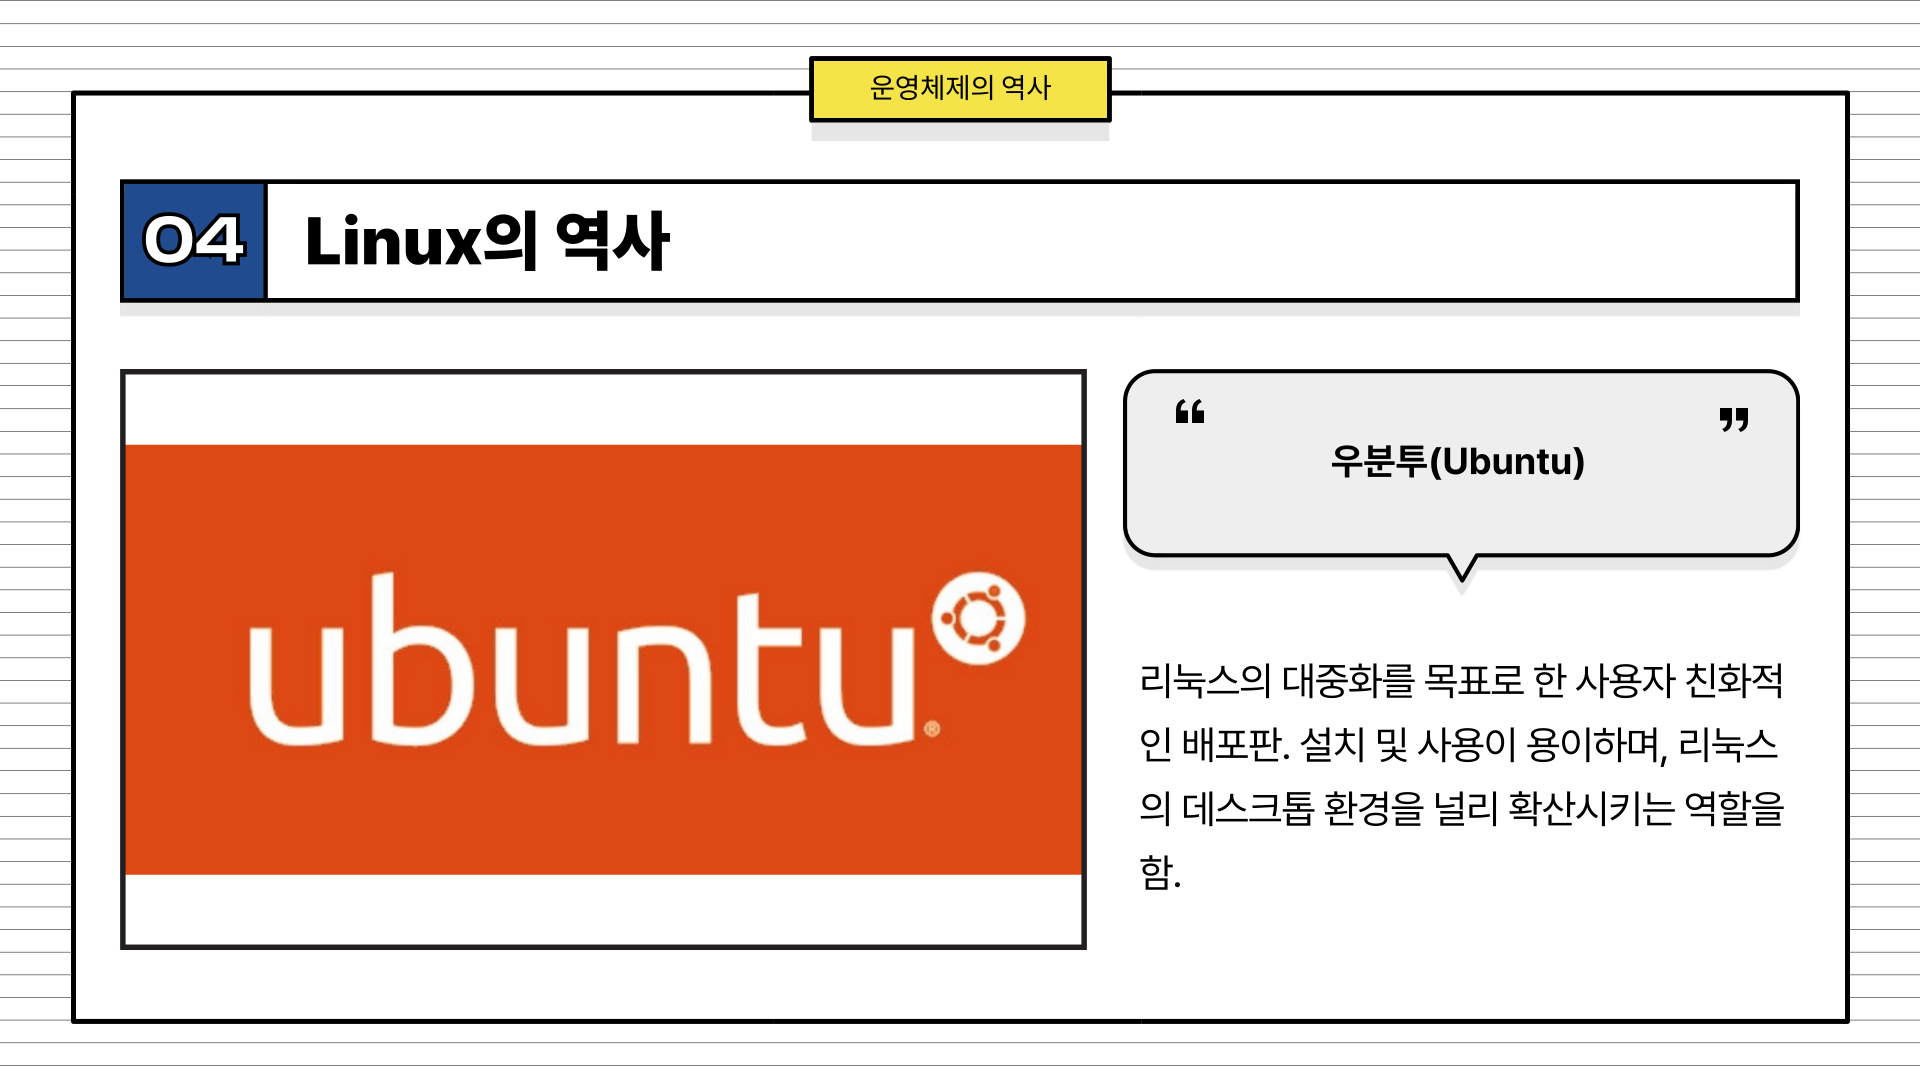 운영체제의 역사
04
Linux의 역사
ubuntu®
“ ”
우분투(Ubuntu)
리눅스의 대중화를 목표로 한 사용자 친화적
인 배포판. 설치 및 사용이 용이하며, 리눅스
의 데스크톱 환경을 널리 확산시키는 역할을
함.